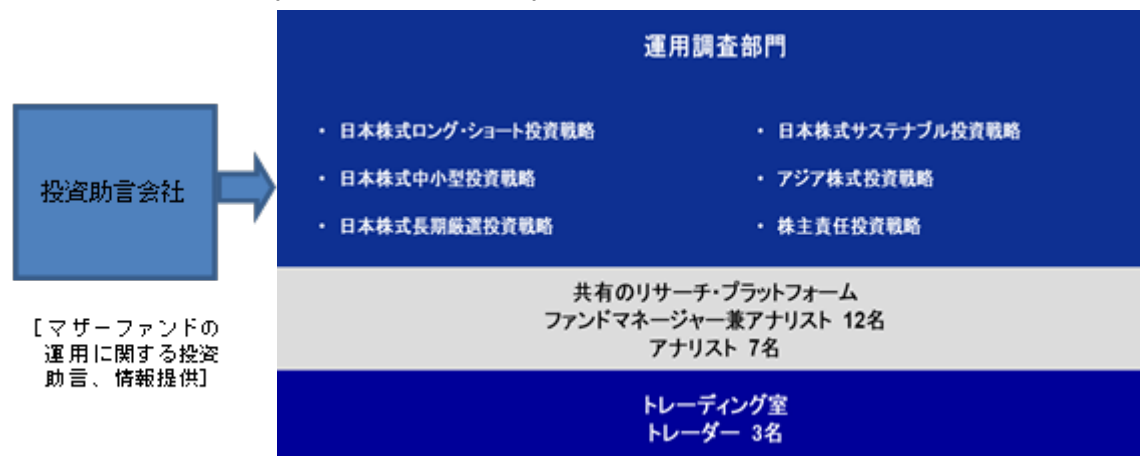 運用調査部門
・ 日本株式ロング・ショート投資戦略
・ 日本株式サステナブル投資戦略
・ 日本株式中小型投資戦略
・ アジア株式投資戦略
・ 日本株式長期厳選投資戦略
・ 株主責任投資戦略
投資助言会社
[マザーファンドの
運用に関する投資
助言、情報提供]
共有のリサーチ・プラットフォーム
ファンドマネージャー兼アナリスト 12名
アナリスト 7名
トレーディング室
トレーダー 3名